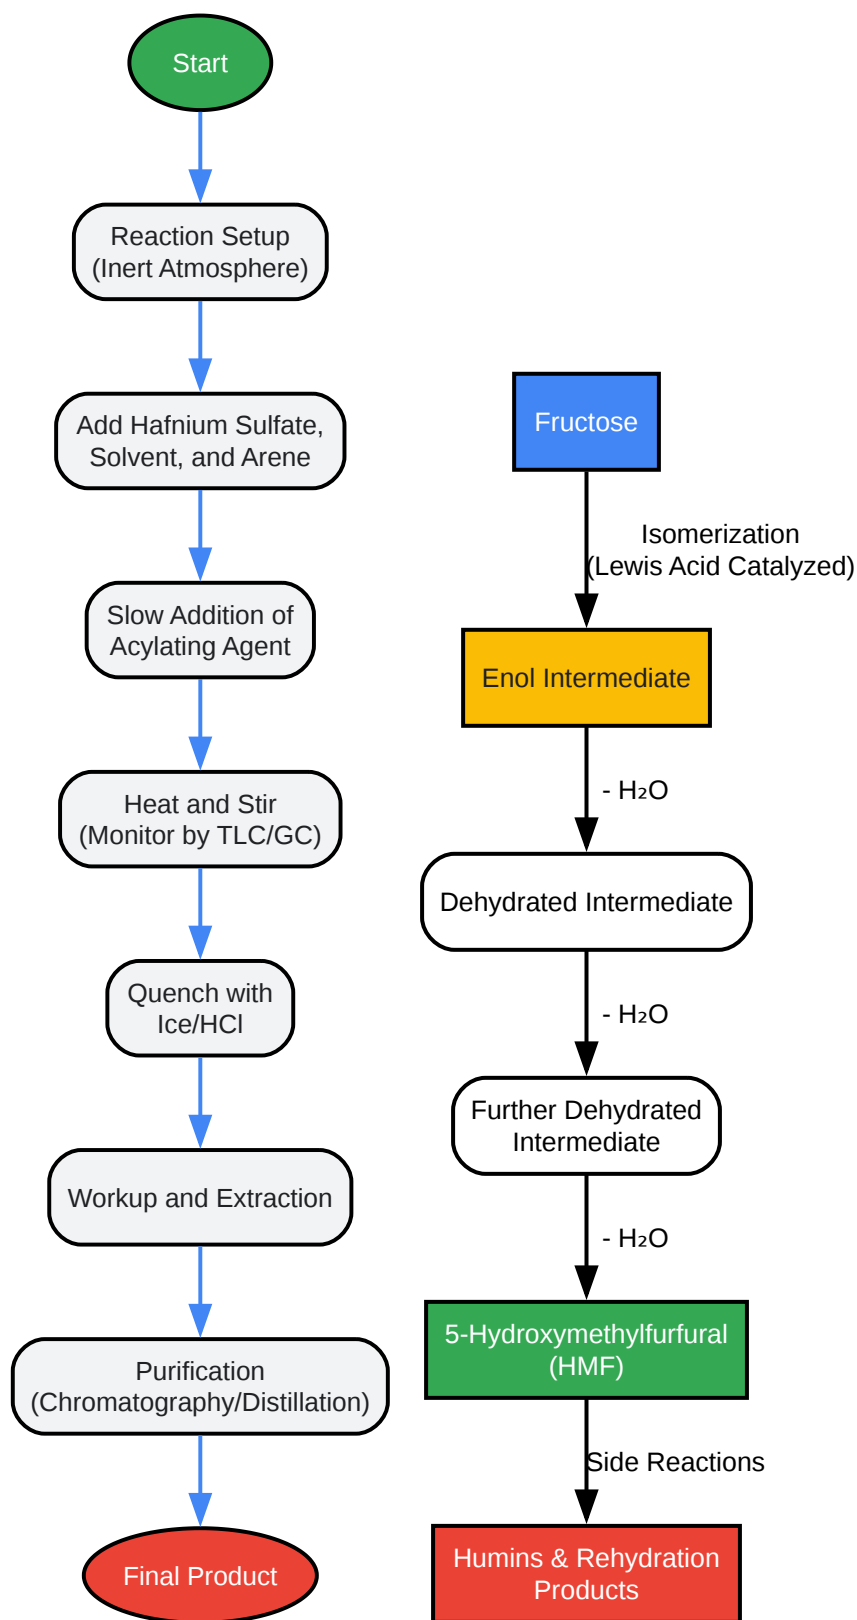 Start
Reaction Setup
(Inert Atmosphere)
Add Hafnium Sulfate,
Solvent, and Arene
Slow Addition of
Acylating Agent
Heat and Stir
(Monitor by TLC/GC)
Quench with
Ice/HCl
Workup and Extraction
Purification
(Chromatography/Distillation)
Final Product
Fructose
Isomerization
(Lewis Acid Catalyzed)
Enol Intermediate
- H₂O
Dehydrated Intermediate
- H₂O
Further Dehydrated
Intermediate
- H₂O
5-Hydroxymethylfurfural
(HMF)
Side Reactions
Humins & Rehydration
Products